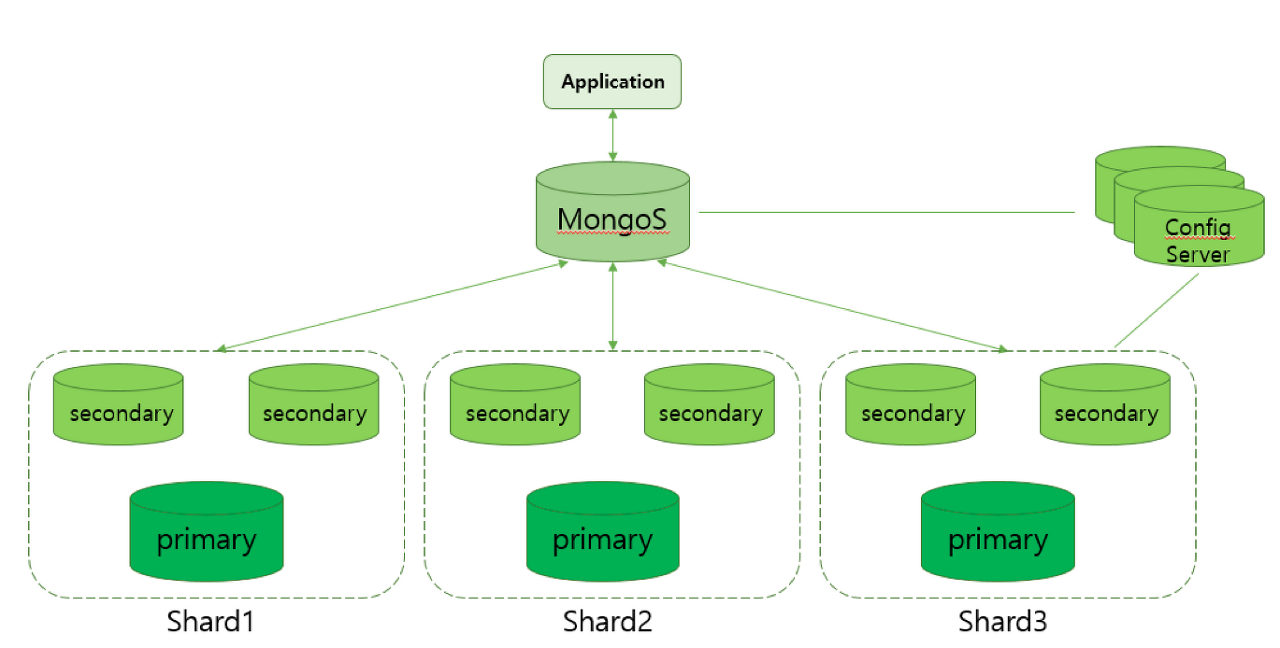 Application
MongoS
Config
Server
secondary
secondary
secondary
secondary
secondary
secondary
primary
primary
primary
Shard1
Shard2
Shard3